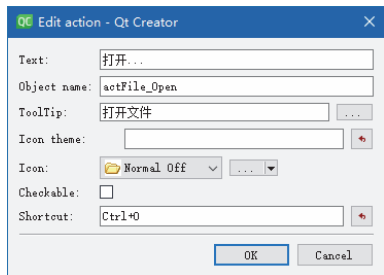 Edit action - Qt Creator
Text: 打开...
Object name: actFile_Open
ToolTip: 打开文件 ...
Icon theme:
Icon: Normal Off ...
Checkable:
Shortcut: Ctrl+O
OK Cancel